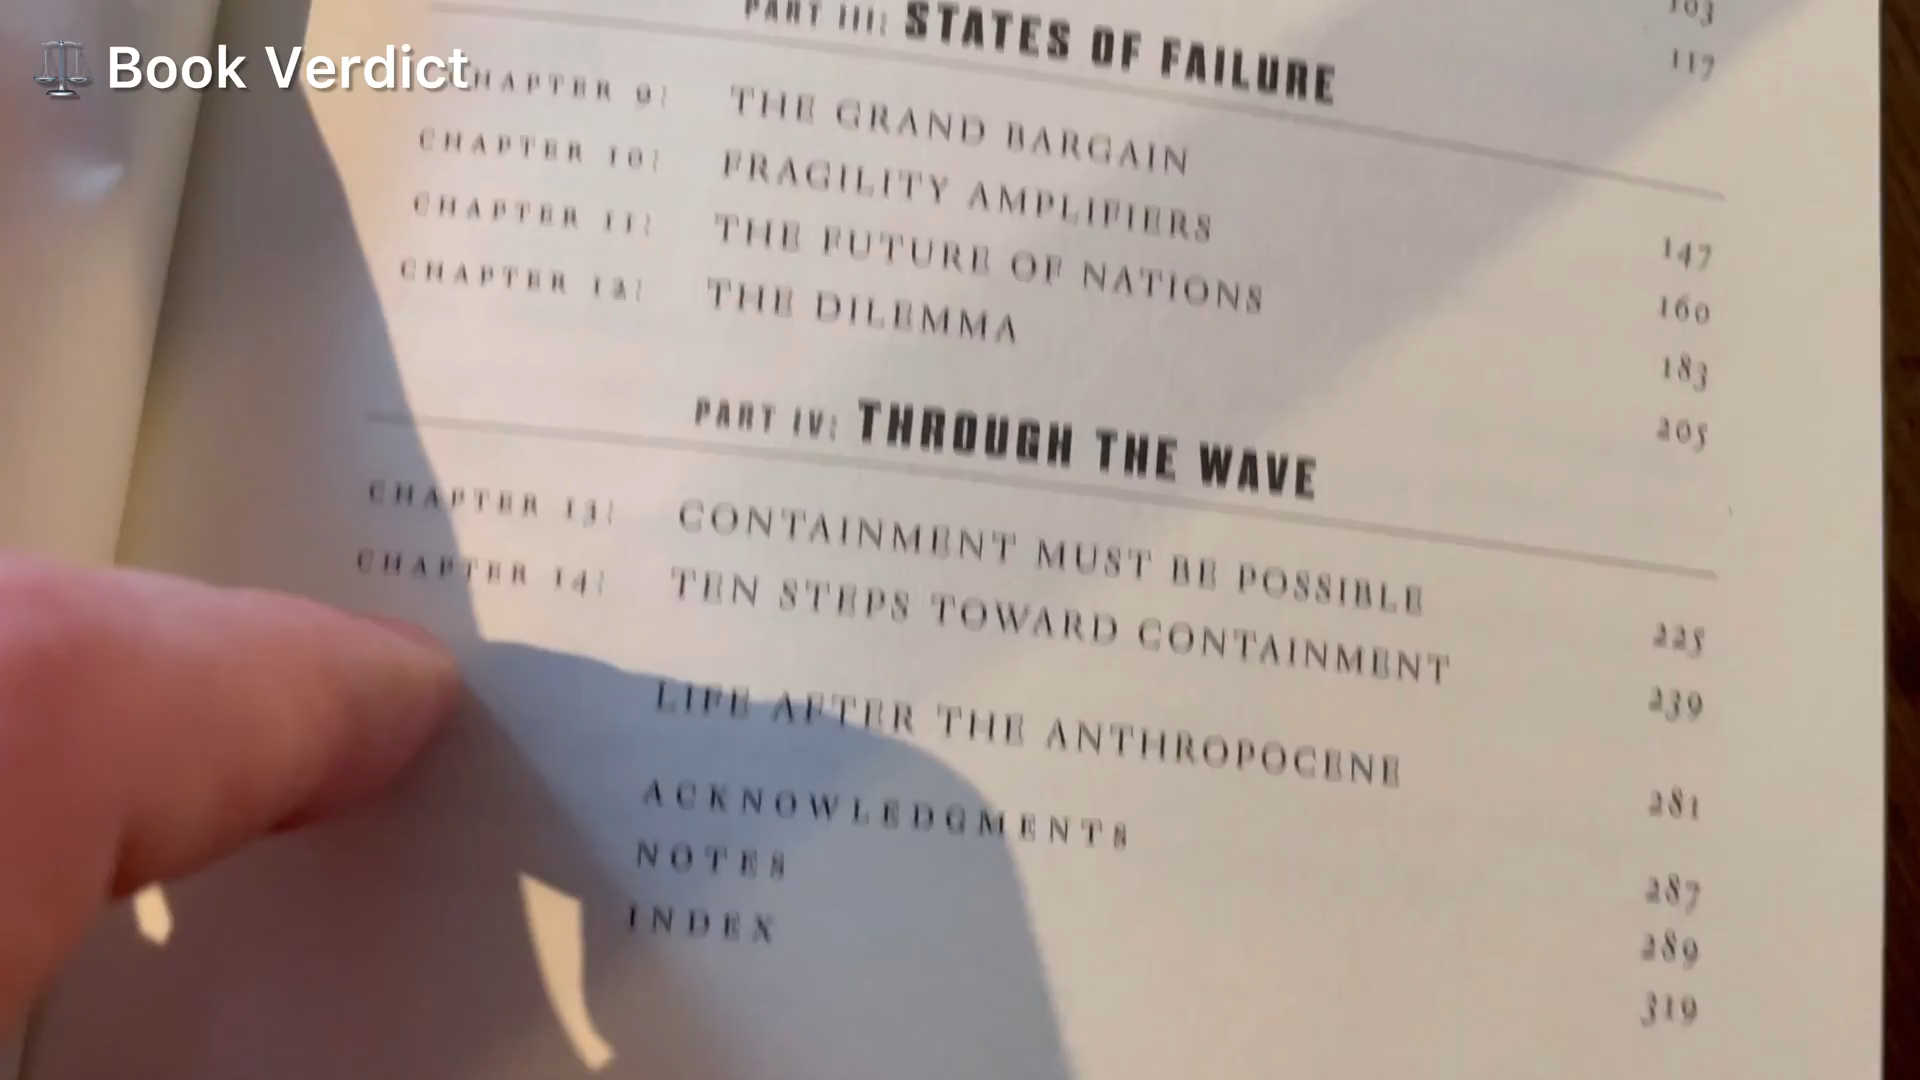 Book Verdict
103
117
PART III: STATES OF FAILURE
CHAPTER 9: THE GRAND BARGAIN 147
CHAPTER 10: FRAGILITY AMPLIFIERS 160
CHAPTER 11: THE FUTURE OF NATIONS 183
CHAPTER 12: THE DILEMMA 205
PART IV: THROUGH THE WAVE
CHAPTER 13: CONTAINMENT MUST BE POSSIBLE 225
CHAPTER 14: TEN STEPS TOWARD CONTAINMENT 239
LIFE AFTER THE ANTHROPOCENE 281
ACKNOWLEDGMENTS 287
NOTES 289
INDEX 319